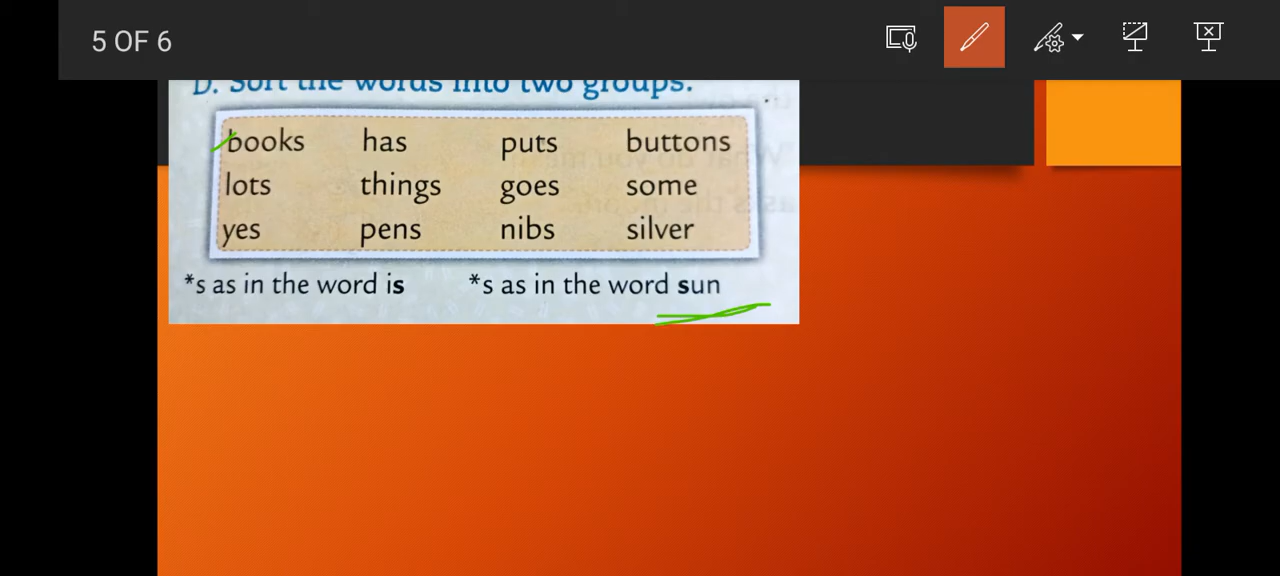 5 OF 6
D. Sort the words into two groups.
books has puts buttons
lots things goes some
yes pens nibs silver
*s as in the word is *s as in the word sun